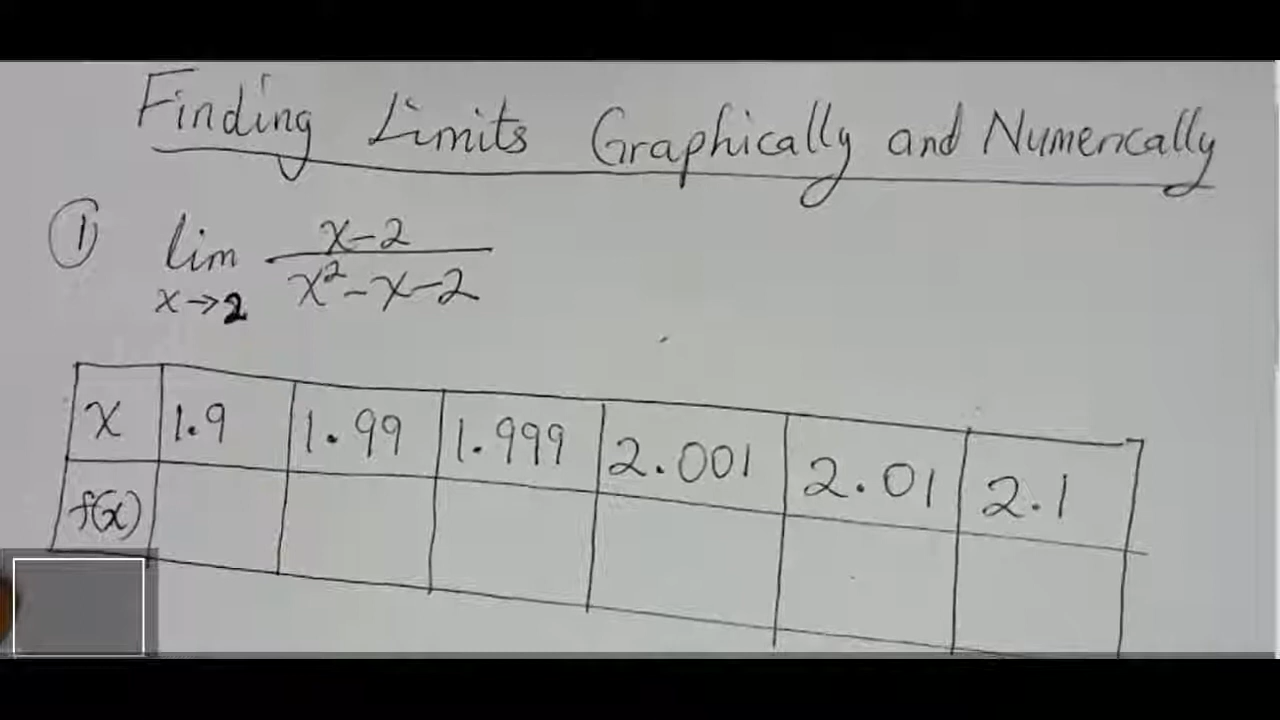 Finding Limits Graphically and Numerically
① lim x→2 (x-2)/(x²-x-2)
x 1.9 1.99 1.999 2.001 2.01 2.1
f(x)